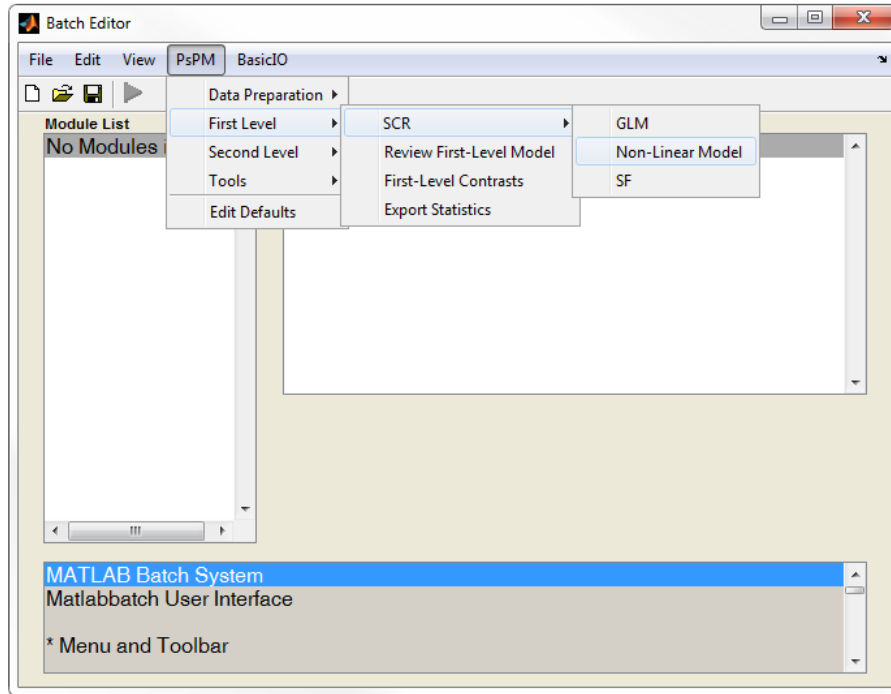 Batch Editor
File Edit View PsPM BasicIO
Data Preparation
First Level
Second Level
Tools
Edit Defaults
SCR
Review First-Level Model
First-Level Contrasts
Export Statistics
GLM
Non-Linear Model
SF
Module List
No Modules
MATLAB Batch System
Matlabbatch User Interface
* Menu and Toolbar